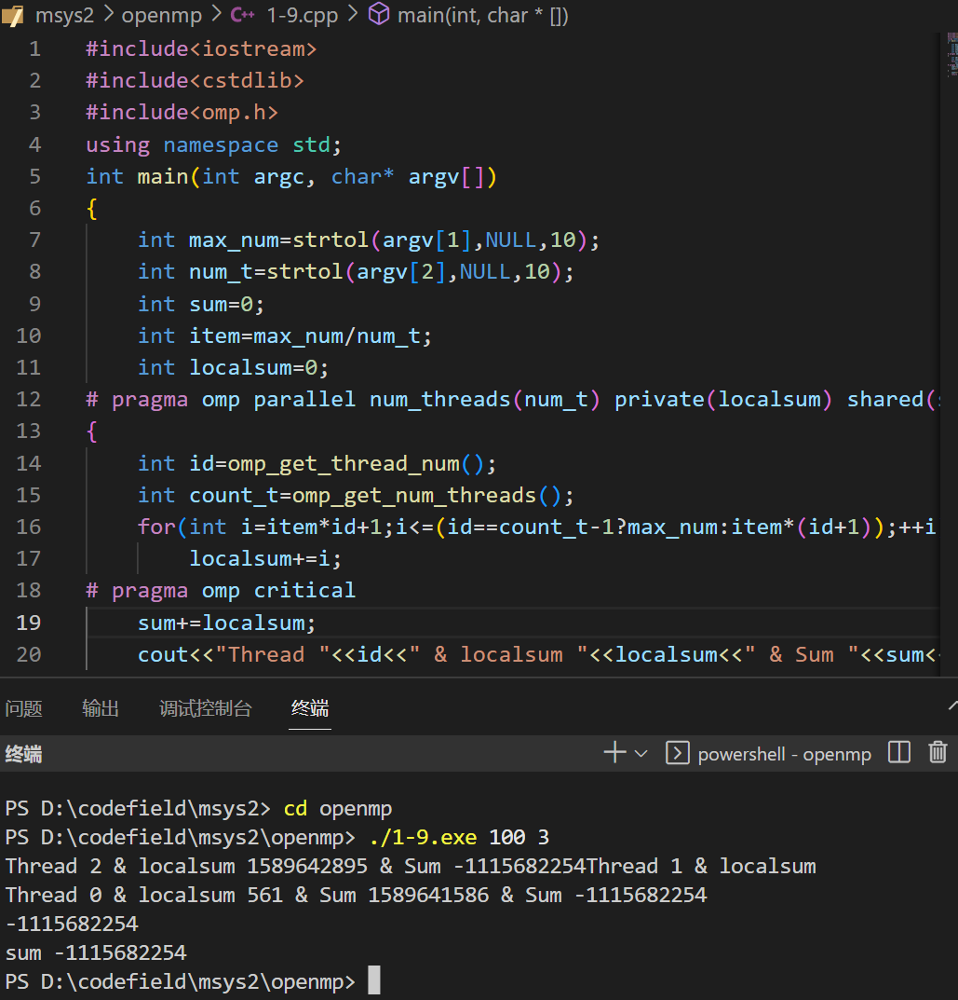 msys2 > openmp > C++ 1-9.cpp > main(int, char * [])
1 #include<iostream>
2 #include<cstdlib>
3 #include<omp.h>
4 using namespace std;
5 int main(int argc, char* argv[])
6 {
7 int max_num=strtol(argv[1],NULL,10);
8 int num_t=strtol(argv[2],NULL,10);
9 int sum=0;
10 int item=max_num/num_t;
11 int localsum=0;
12 # pragma omp parallel num_threads(num_t) private(localsum) shared(
13 {
14 int id=omp_get_thread_num();
15 int count_t=omp_get_num_threads();
16 for(int i=item*id+1;i<=(id==count_t-1?max_num:item*(id+1));++i
17 localsum+=i;
18 # pragma omp critical
19 sum+=localsum;
20 cout<<"Thread "<<id<<" & localsum "<<localsum<<" & Sum "<<sum<
问题 输出 调试控制台 终端
终端 powershell - openmp
PS D:\codefield\msys2> cd openmp
PS D:\codefield\msys2\openmp> ./1-9.exe 100 3
Thread 2 & localsum 1589642895 & Sum -1115682254Thread 1 & localsum
Thread 0 & localsum 561 & Sum 1589641586 & Sum -1115682254
-1115682254
sum -1115682254
PS D:\codefield\msys2\openmp>